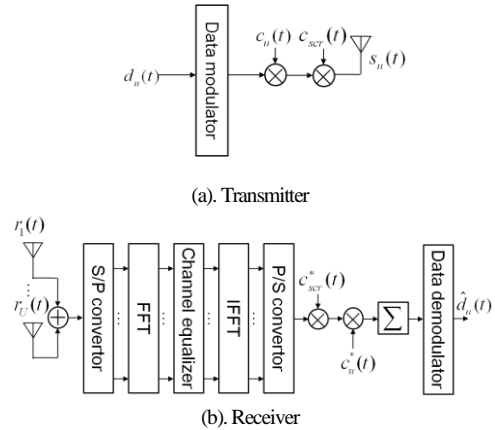 d_u(t)
Data modulator
c_u(t)
c_scr(t)
s_u(t)
(a). Transmitter
r_1(t)
⋮
r_U(t)
S/P convertor
FFT
Channel equalizer
IFFT
P/S convertor
c*_scr(t)
c*_u(t)
Σ
Data demodulator
d̂_u(t)
(b). Receiver